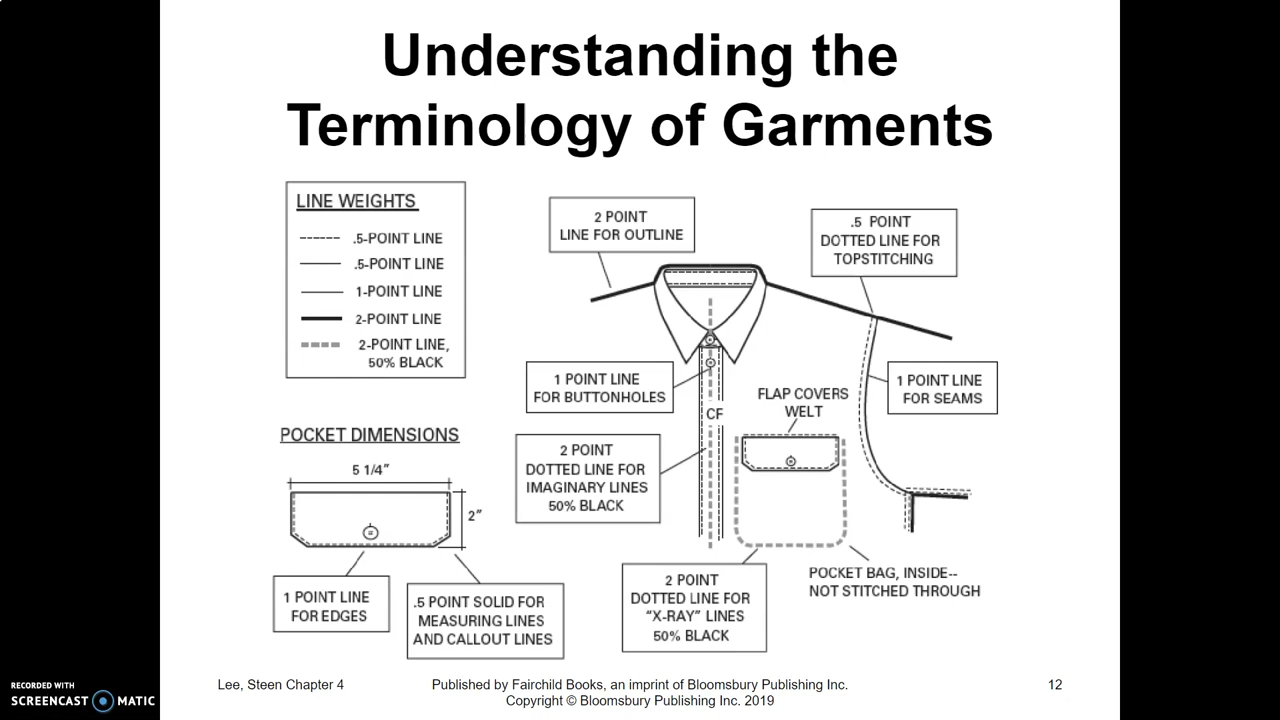 Understanding the
Terminology of Garments
LINE WEIGHTS
.5-POINT LINE
.5-POINT LINE
1-POINT LINE
2-POINT LINE
2-POINT LINE,
50% BLACK
2 POINT
LINE FOR OUTLINE
.5 POINT
DOTTED LINE FOR
TOPSTITCHING
1 POINT LINE
FOR BUTTONHOLES
FLAP COVERS
WELT
1 POINT LINE
FOR SEAMS
CF
2 POINT
DOTTED LINE FOR
IMAGINARY LINES
50% BLACK
POCKET DIMENSIONS
5 1/4"
2"
1 POINT LINE
FOR EDGES
.5 POINT SOLID FOR
MEASURING LINES
AND CALLOUT LINES
2 POINT
DOTTED LINE FOR
“X-RAY” LINES
50% BLACK
POCKET BAG, INSIDE--
NOT STITCHED THROUGH
Lee, Steen Chapter 4
Published by Fairchild Books, an imprint of Bloomsbury Publishing Inc.
Copyright © Bloomsbury Publishing Inc. 2019
12
RECORDED WITH
SCREENCAST MATIC